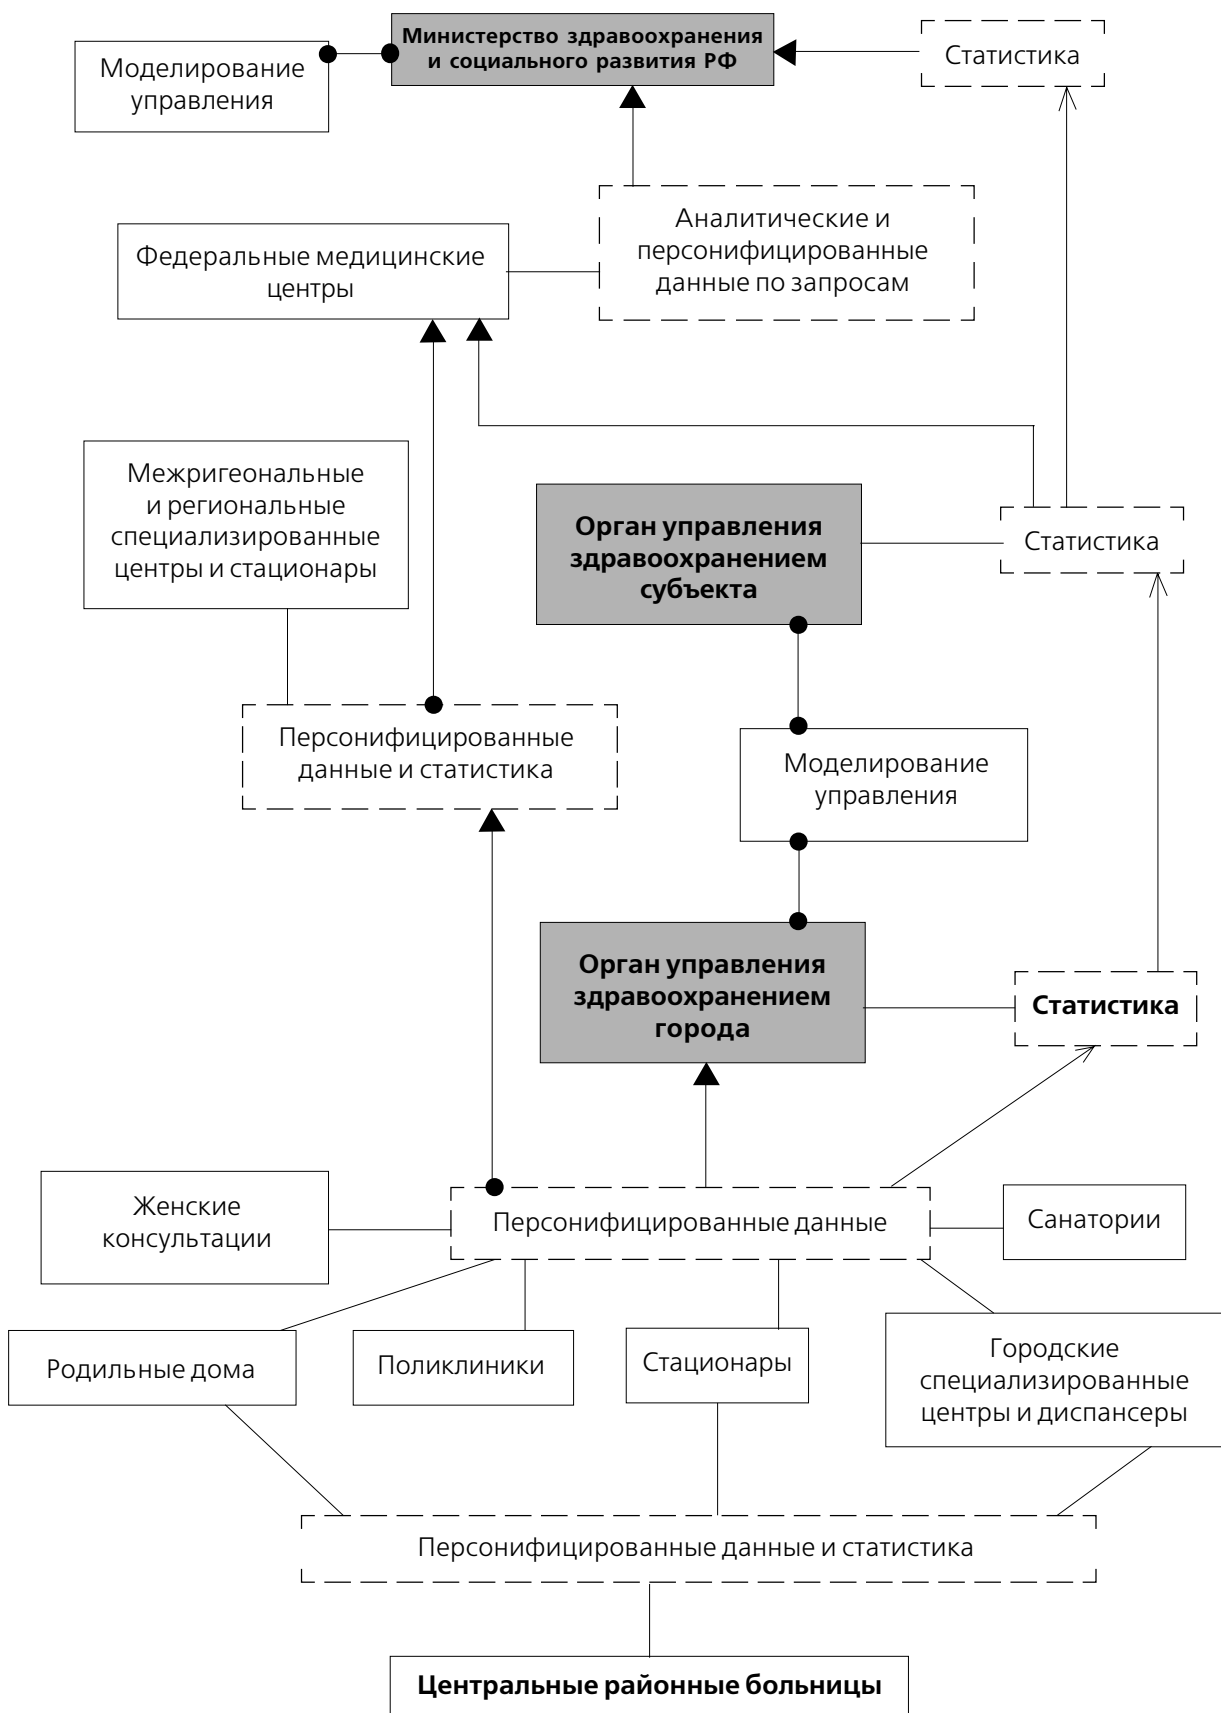 Министерство здравоохранения
и социального развития РФ
Моделирование
управления
Статистика
Аналитические и
персонифицированные
данные по запросам
Федеральные медицинские
центры
Межригеональные
и региональные
специализированные
центры и стационары
Орган управления
здравоохранением
субъекта
Статистика
Персонифицированные
данные и статистика
Моделирование
управления
Орган управления
здравоохранением
города
Статистика
Женские
консультации
Персонифицированные данные
Санатории
Родильные дома
Поликлиники
Стационары
Городские
специализированные
центры и диспансеры
Персонифицированные данные и статистика
Центральные районные больницы